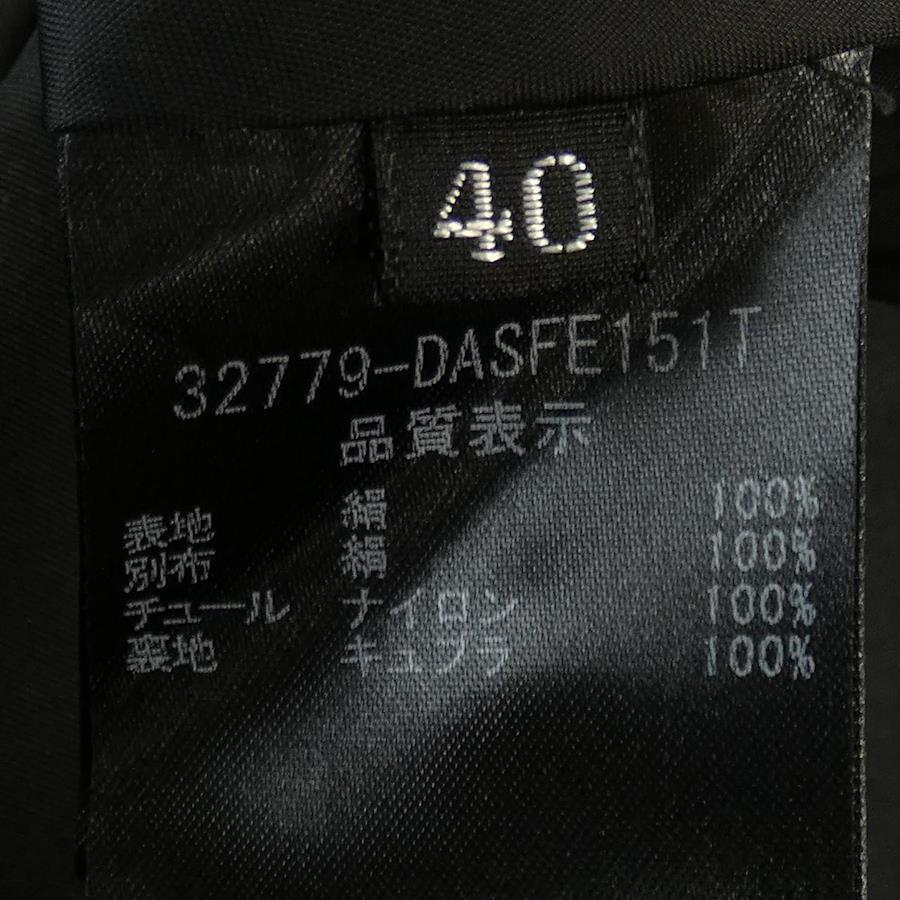 40
32779-DASFE151T
品質表示
表地 絹 100%
別布 絹 100%
チュール ナイロン 100%
裏地 キュプラ 100%